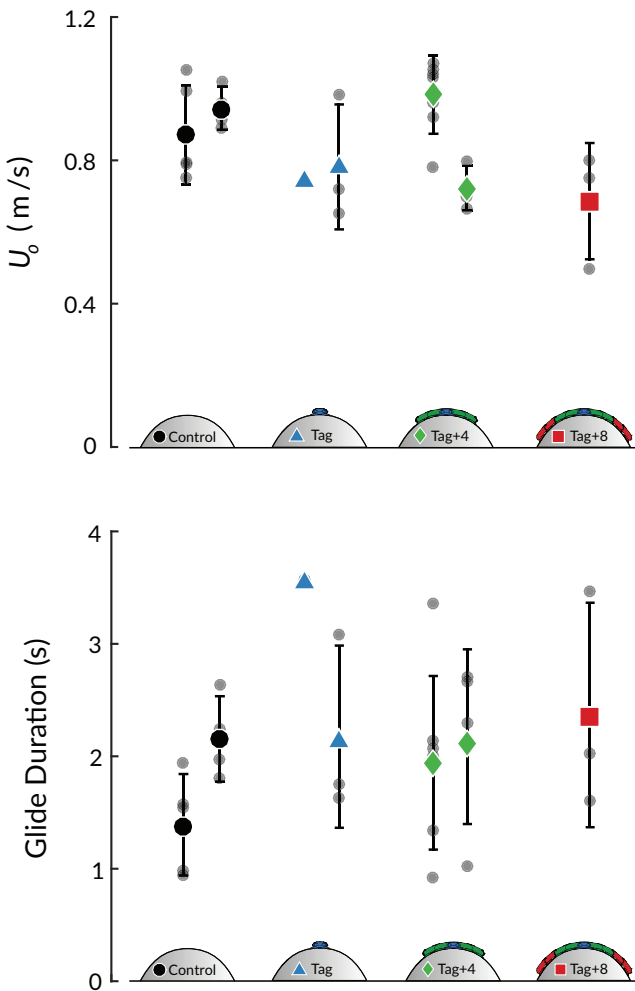 1.2
0.8
0.4
0
U_o (m/s)
Control
Tag
Tag+4
Tag+8
4
3
2
1
0
Glide Duration (s)
Control
Tag
Tag+4
Tag+8